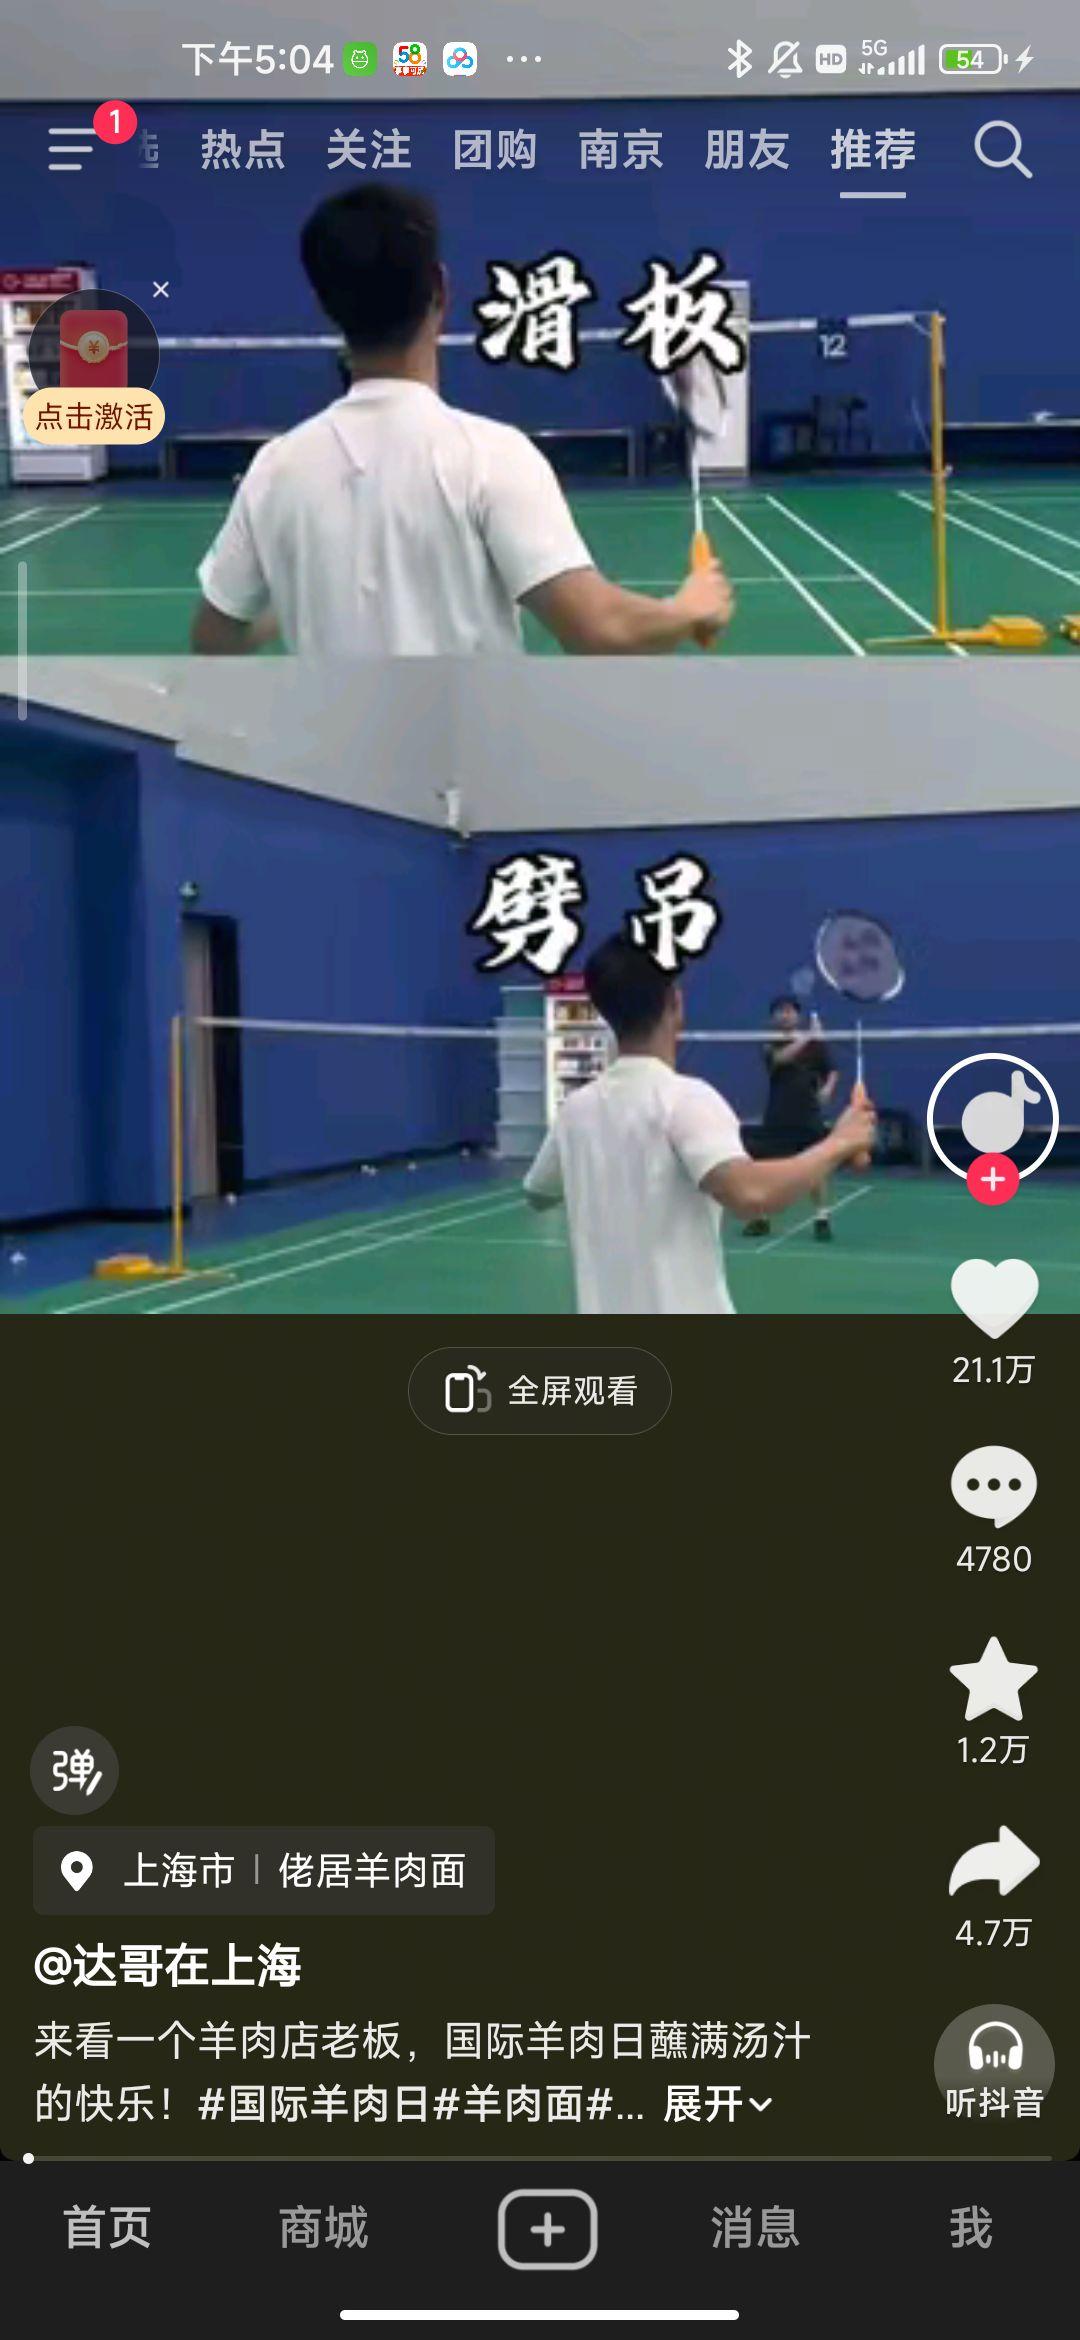 下午5:04
58
HD
5G
54
1
选 热点 关注 团购 南京 朋友 推荐
滑板
12
¥
点击激活
劈吊
全屏观看
21.1万
4780
1.2万
弹
上海市 | 佬居羊肉面
4.7万
@达哥在上海
来看一个羊肉店老板，国际羊肉日蘸满汤汁
的快乐！#国际羊肉日#羊肉面#... 展开
听抖音
首页 商城 消息 我